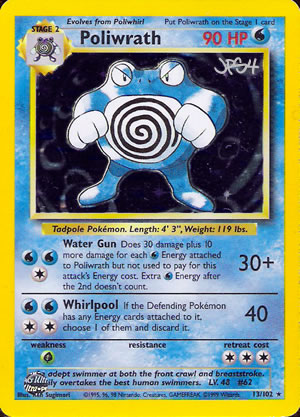 Evolves from Poliwhirl Put Poliwrath on the Stage 1 card
STAGE 2
Poliwrath 90 HP
JPS4
Tadpole Pokémon. Length: 4' 3", Weight: 119 lbs.
Water Gun Does 30 damage plus 10
more damage for each Energy attached
to Poliwrath but not used to pay for this
attack's Energy cost. Extra Energy after
the 2nd doesn't count.
30+
Whirlpool If the Defending Pokémon
has any Energy cards attached to it,
choose 1 of them and discard it.
40
weakness resistance retreat cost
adept swimmer at both the front crawl and breaststroke.
overtakes the best human swimmers. LV. 48 #62
Sugimori ©1995, 96, 98 Nintendo, Creatures, GAMEFREAK. ©1999 Wizards. 13/102